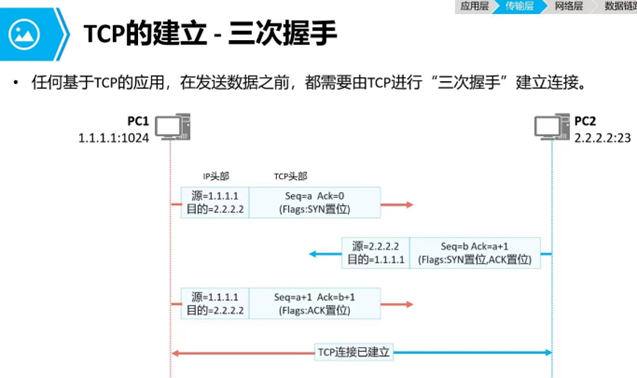 应用层 传输层 网络层 数据链路
TCP的建立 - 三次握手
• 任何基于TCP的应用，在发送数据之前，都需要由TCP进行“三次握手”建立连接。
PC1
1.1.1.1:1024
PC2
2.2.2.2:23
IP头部 TCP头部
源=1.1.1.1 Seq=a Ack=0
目的=2.2.2.2 (Flags:SYN置位)
源=2.2.2.2 Seq=b Ack=a+1
目的=1.1.1.1 (Flags:SYN置位,ACK置位)
源=1.1.1.1 Seq=a+1 Ack=b+1
目的=2.2.2.2 (Flags:ACK置位)
TCP连接已建立